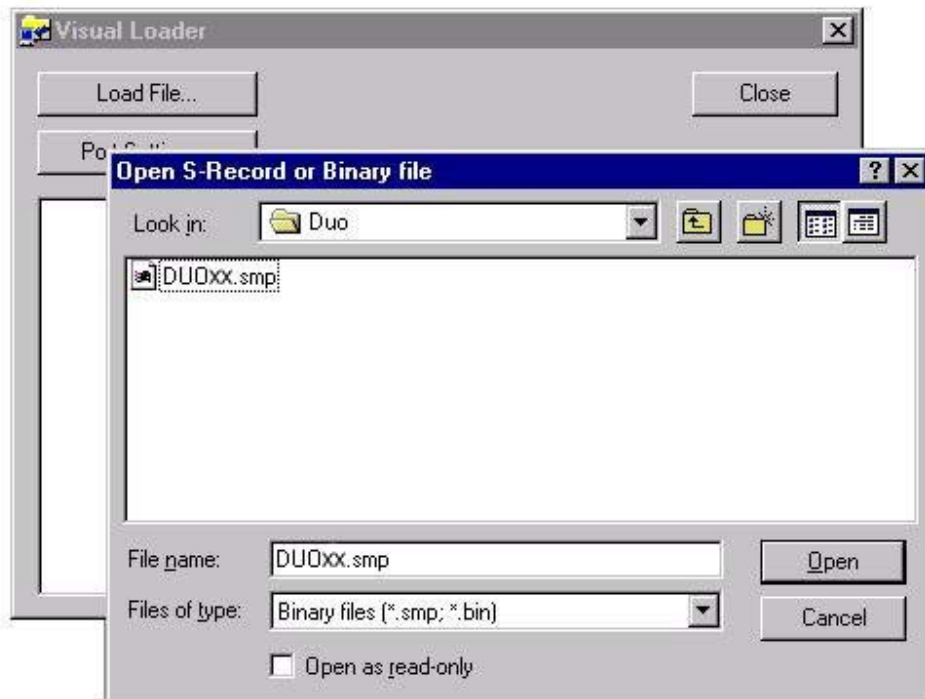 Visual Loader
Load File...
Close
Open S-Record or Binary file
Look in:
Duo
DUOxx.smp
File name:
DUOxx.smp
Open
Files of type:
Binary files (*.smp; *.bin)
Cancel
Open as read-only